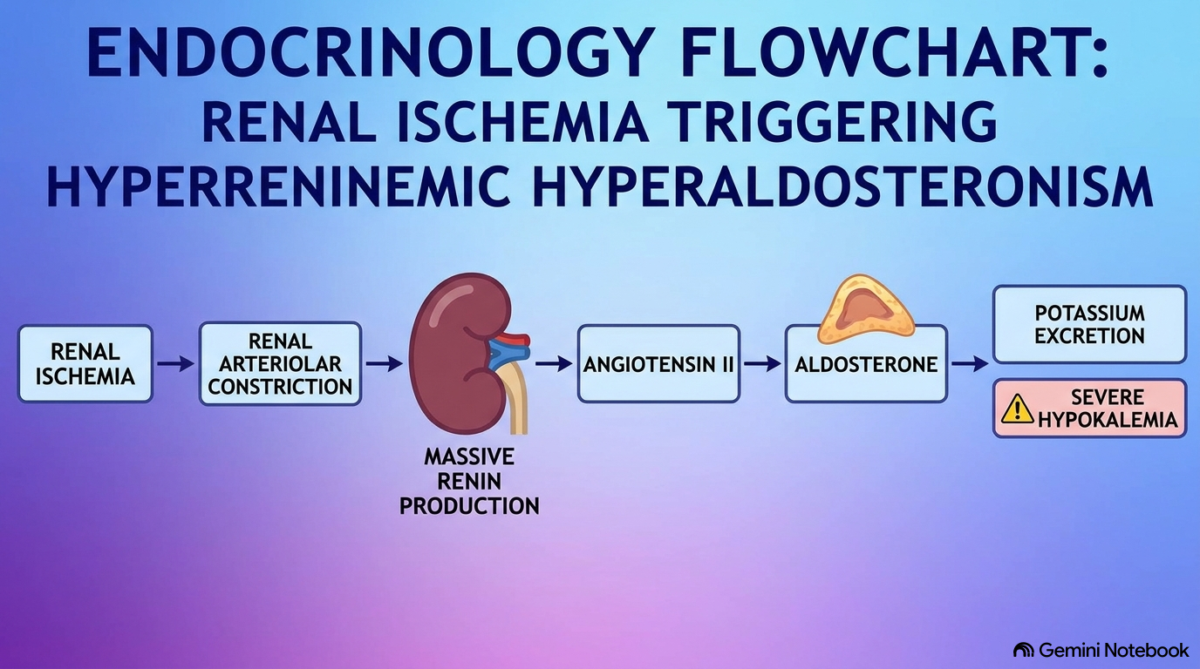 ENDOCRINOLOGY FLOWCHART:
RENAL ISCHEMIA TRIGGERING
HYPERRENINEMIC HYPERALDOSTERONISM
RENAL
ISCHEMIA
RENAL
ARTERIOLAR
CONSTRICTION
MASSIVE
RENIN
PRODUCTION
ANGIOTENSIN II
ALDOSTERONE
POTASSIUM
EXCRETION
SEVERE
HYPOKALEMIA
Gemini Notebook